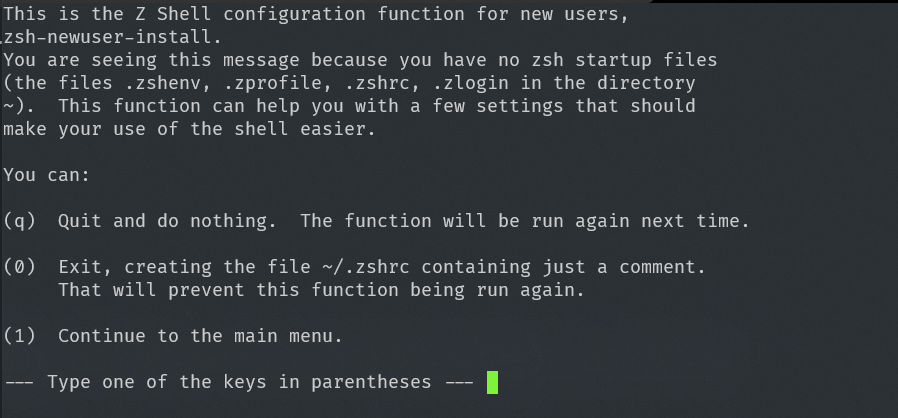 This is the Z Shell configuration function for new users,
zsh-newuser-install.
You are seeing this message because you have no zsh startup files
(the files .zshenv, .zprofile, .zshrc, .zlogin in the directory
~).  This function can help you with a few settings that should
make your use of the shell easier.

You can:

(q)  Quit and do nothing.  The function will be run again next time.

(0)  Exit, creating the file ~/.zshrc containing just a comment.
     That will prevent this function being run again.

(1)  Continue to the main menu.

--- Type one of the keys in parentheses ---